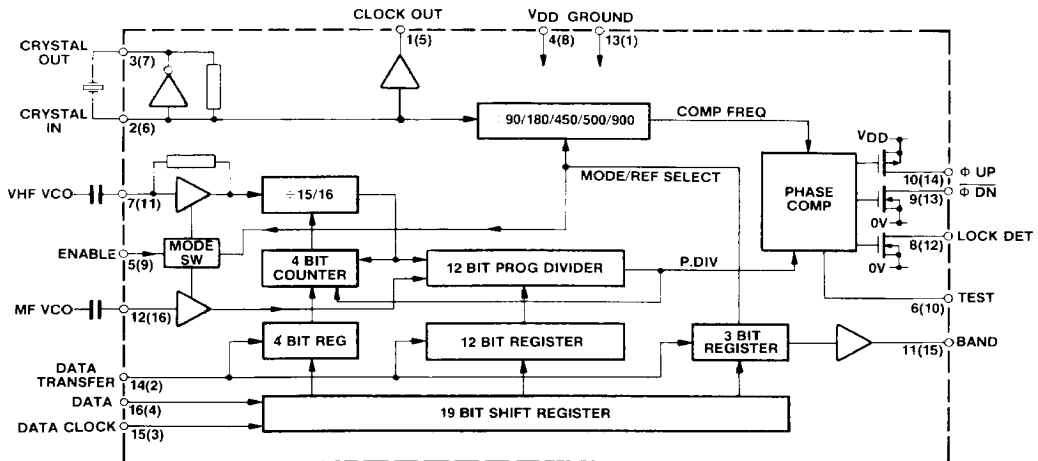 CLOCK OUT
1(5)
VDD GROUND
4(8) 13(1)
CRYSTAL OUT
3(7)
CRYSTAL IN
2(6)
÷90/180/450/500/900
COMP FREQ
VDD
Φ UP
10(14)
MODE/REF SELECT
PHASE COMP
Φ DN
9(13)
0V
VHF VCO
7(11)
÷15/16
LOCK DET
8(12)
0V
ENABLE
5(9)
MODE SW
4 BIT COUNTER
12 BIT PROG DIVIDER
P.DIV
TEST
6(10)
MF VCO
12(16)
4 BIT REG
12 BIT REGISTER
3 BIT REGISTER
BAND
11(15)
DATA TRANSFER
14(2)
DATA
16(4)
19 BIT SHIFT REGISTER
DATA CLOCK
15(3)